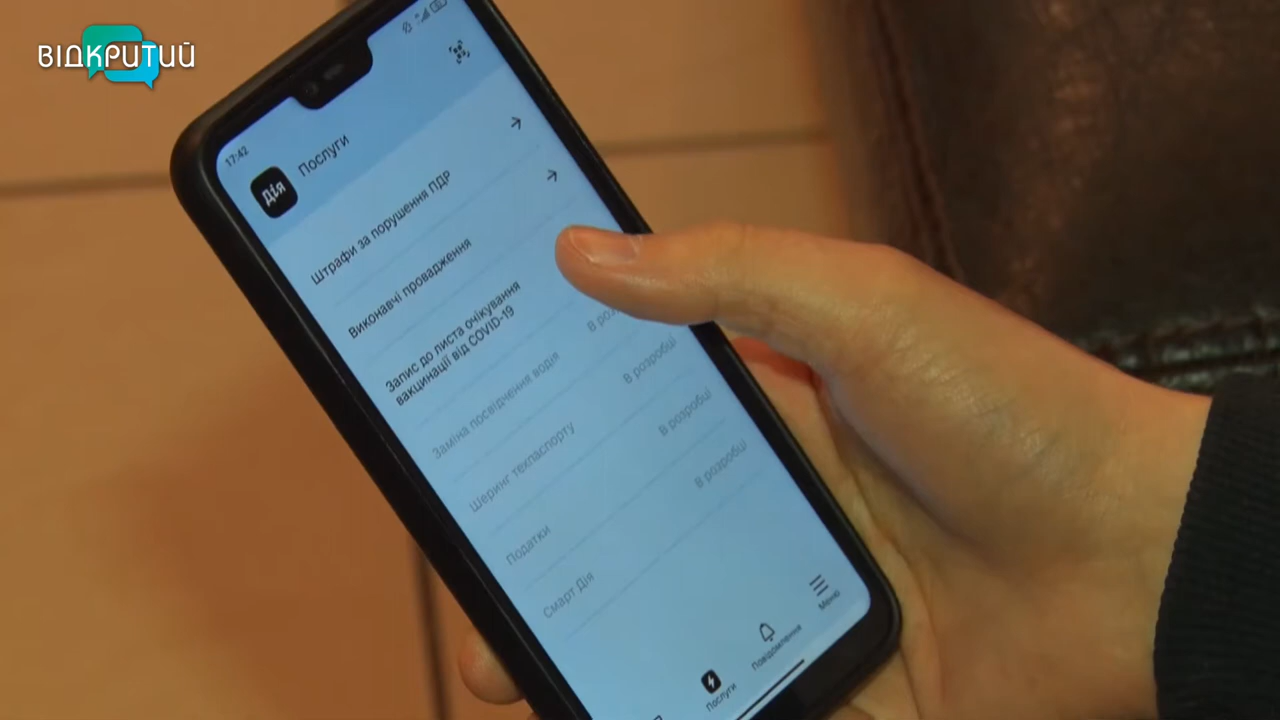 ВІДКРИТИЙ
17:42
Дія
Послуги
Штрафи за порушення ПДР
Виконавчі провадження
Запис до листа очікування
вакцинації від COVID-19
Заміна посвідчення водія
В роз
Шеринг техпаспорту
В розробці
Податки
В розробці
Смарт Дія
В розробці
Послуги
Повідомлення
Меню